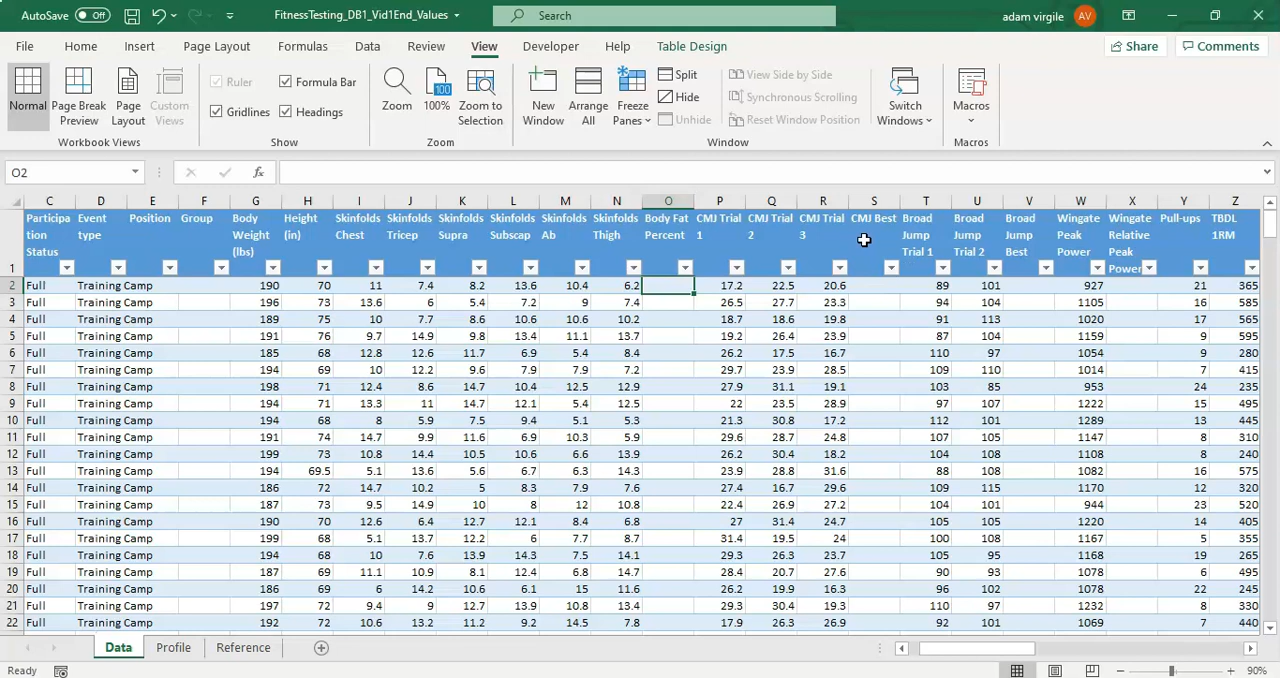 AutoSave Off FitnessTesting_DB1_Vid1End_Values Search adam virgile AV
File Home Insert Page Layout Formulas Data Review View Developer Help Table Design Share Comments
Normal Page Break Preview Page Layout Custom Views Ruler Formula Bar Gridlines Headings Zoom 100% Zoom to Selection New Window Arrange All Freeze Panes Split Hide Unhide View Side by Side Synchronous Scrolling Reset Window Position Switch Windows Macros
Workbook Views Show Zoom Window Macros
O2 fx
C D E F G H I J K L M N O P Q R S T U V W X Y Z
1 Participation Status Event type Position Group Body Weight (lbs) Height (in) Skinfolds Chest Skinfolds Tricep Skinfolds Supra Skinfolds Subscap Skinfolds Ab Skinfolds Thigh Body Fat Percent CMJ Trial 1 CMJ Trial 2 CMJ Trial 3 CMJ Best Broad Jump Trial 1 Broad Jump Trial 2 Broad Jump Best Wingate Peak Power Wingate Relative Peak Power Pull-ups TBDL 1RM
2 Full Training Camp 190 70 11 7.4 8.2 13.6 10.4 6.2 17.2 22.5 20.6 89 101 927 21 365
3 Full Training Camp 196 73 13.6 6 5.4 7.2 9 7.4 26.5 27.7 23.3 94 104 1105 16 585
4 Full Training Camp 189 75 10 7.7 8.6 10.6 10.6 10.2 18.7 18.6 19.8 91 113 1020 17 565
5 Full Training Camp 191 76 9.7 14.9 9.8 13.4 11.1 13.7 19.2 26.4 23.9 109 101 1159 9 595
6 Full Training Camp 185 68 12.8 12.6 11.7 6.9 5.4 8.4 26.2 17.5 16.7 110 97 1054 9 280
7 Full Training Camp 194 69 10 12.2 9.6 7.9 7.9 7.2 29.7 23.9 28.5 109 110 1014 7 415
8 Full Training Camp 198 71 12.4 8.6 14.7 10.4 12.5 12.9 27.9 31.1 19.1 103 85 953 24 235
9 Full Training Camp 194 71 13.3 11 14.7 12.1 5.4 12.5 22 23.5 28.9 97 107 1222 15 495
10 Full Training Camp 194 68 8 5.9 7.5 9.4 5.1 5.3 21.3 30.8 17.2 112 101 1289 13 445
11 Full Training Camp 191 74 14.7 9.9 11.6 6.9 10.3 5.9 29.6 28.7 24.8 107 105 1147 8 310
12 Full Training Camp 199 73 10.8 14.4 10.5 10.6 6.6 13.9 26.2 30.4 18.2 104 108 1108 8 240
13 Full Training Camp 194 69.5 5.1 13.6 5.6 6.7 6.3 14.3 23.9 28.8 31.6 88 108 1082 16 575
14 Full Training Camp 186 72 14.7 10.2 5 8.3 7.9 7.6 27.4 16.7 29.6 109 115 1170 12 320
15 Full Training Camp 187 73 9.5 14.9 10 8 12 10.8 22.4 26.9 27.2 104 101 944 23 520
16 Full Training Camp 190 70 12.6 6.4 12.7 12.1 8.4 6.8 27 31.4 24.7 105 105 1220 14 405
17 Full Training Camp 199 68 5.1 13.7 12.2 6 7.7 8.7 31.4 19.5 24 100 108 1167 5 355
18 Full Training Camp 194 68 10 7.6 13.9 14.3 7.5 14.1 29.3 26.3 23.7 105 95 1168 19 265
19 Full Training Camp 187 69 11.1 10.9 8.1 12.4 6.8 14.7 28.4 20.7 27.6 90 93 1078 6 495
20 Full Training Camp 186 69 6 14.2 10.6 6.1 15 11.6 26.2 19.9 16.3 96 102 1078 22 245
21 Full Training Camp 197 72 9.4 9 12.7 13.9 10.8 13.4 29.3 30.4 19.3 110 97 1232 8 330
22 Full Training Camp 192 72 10.6 13.2 11.2 9.2 14.5 7.8 17.9 26.3 26.9 92 101 1069 7 440
Data Profile Reference
Ready 90%